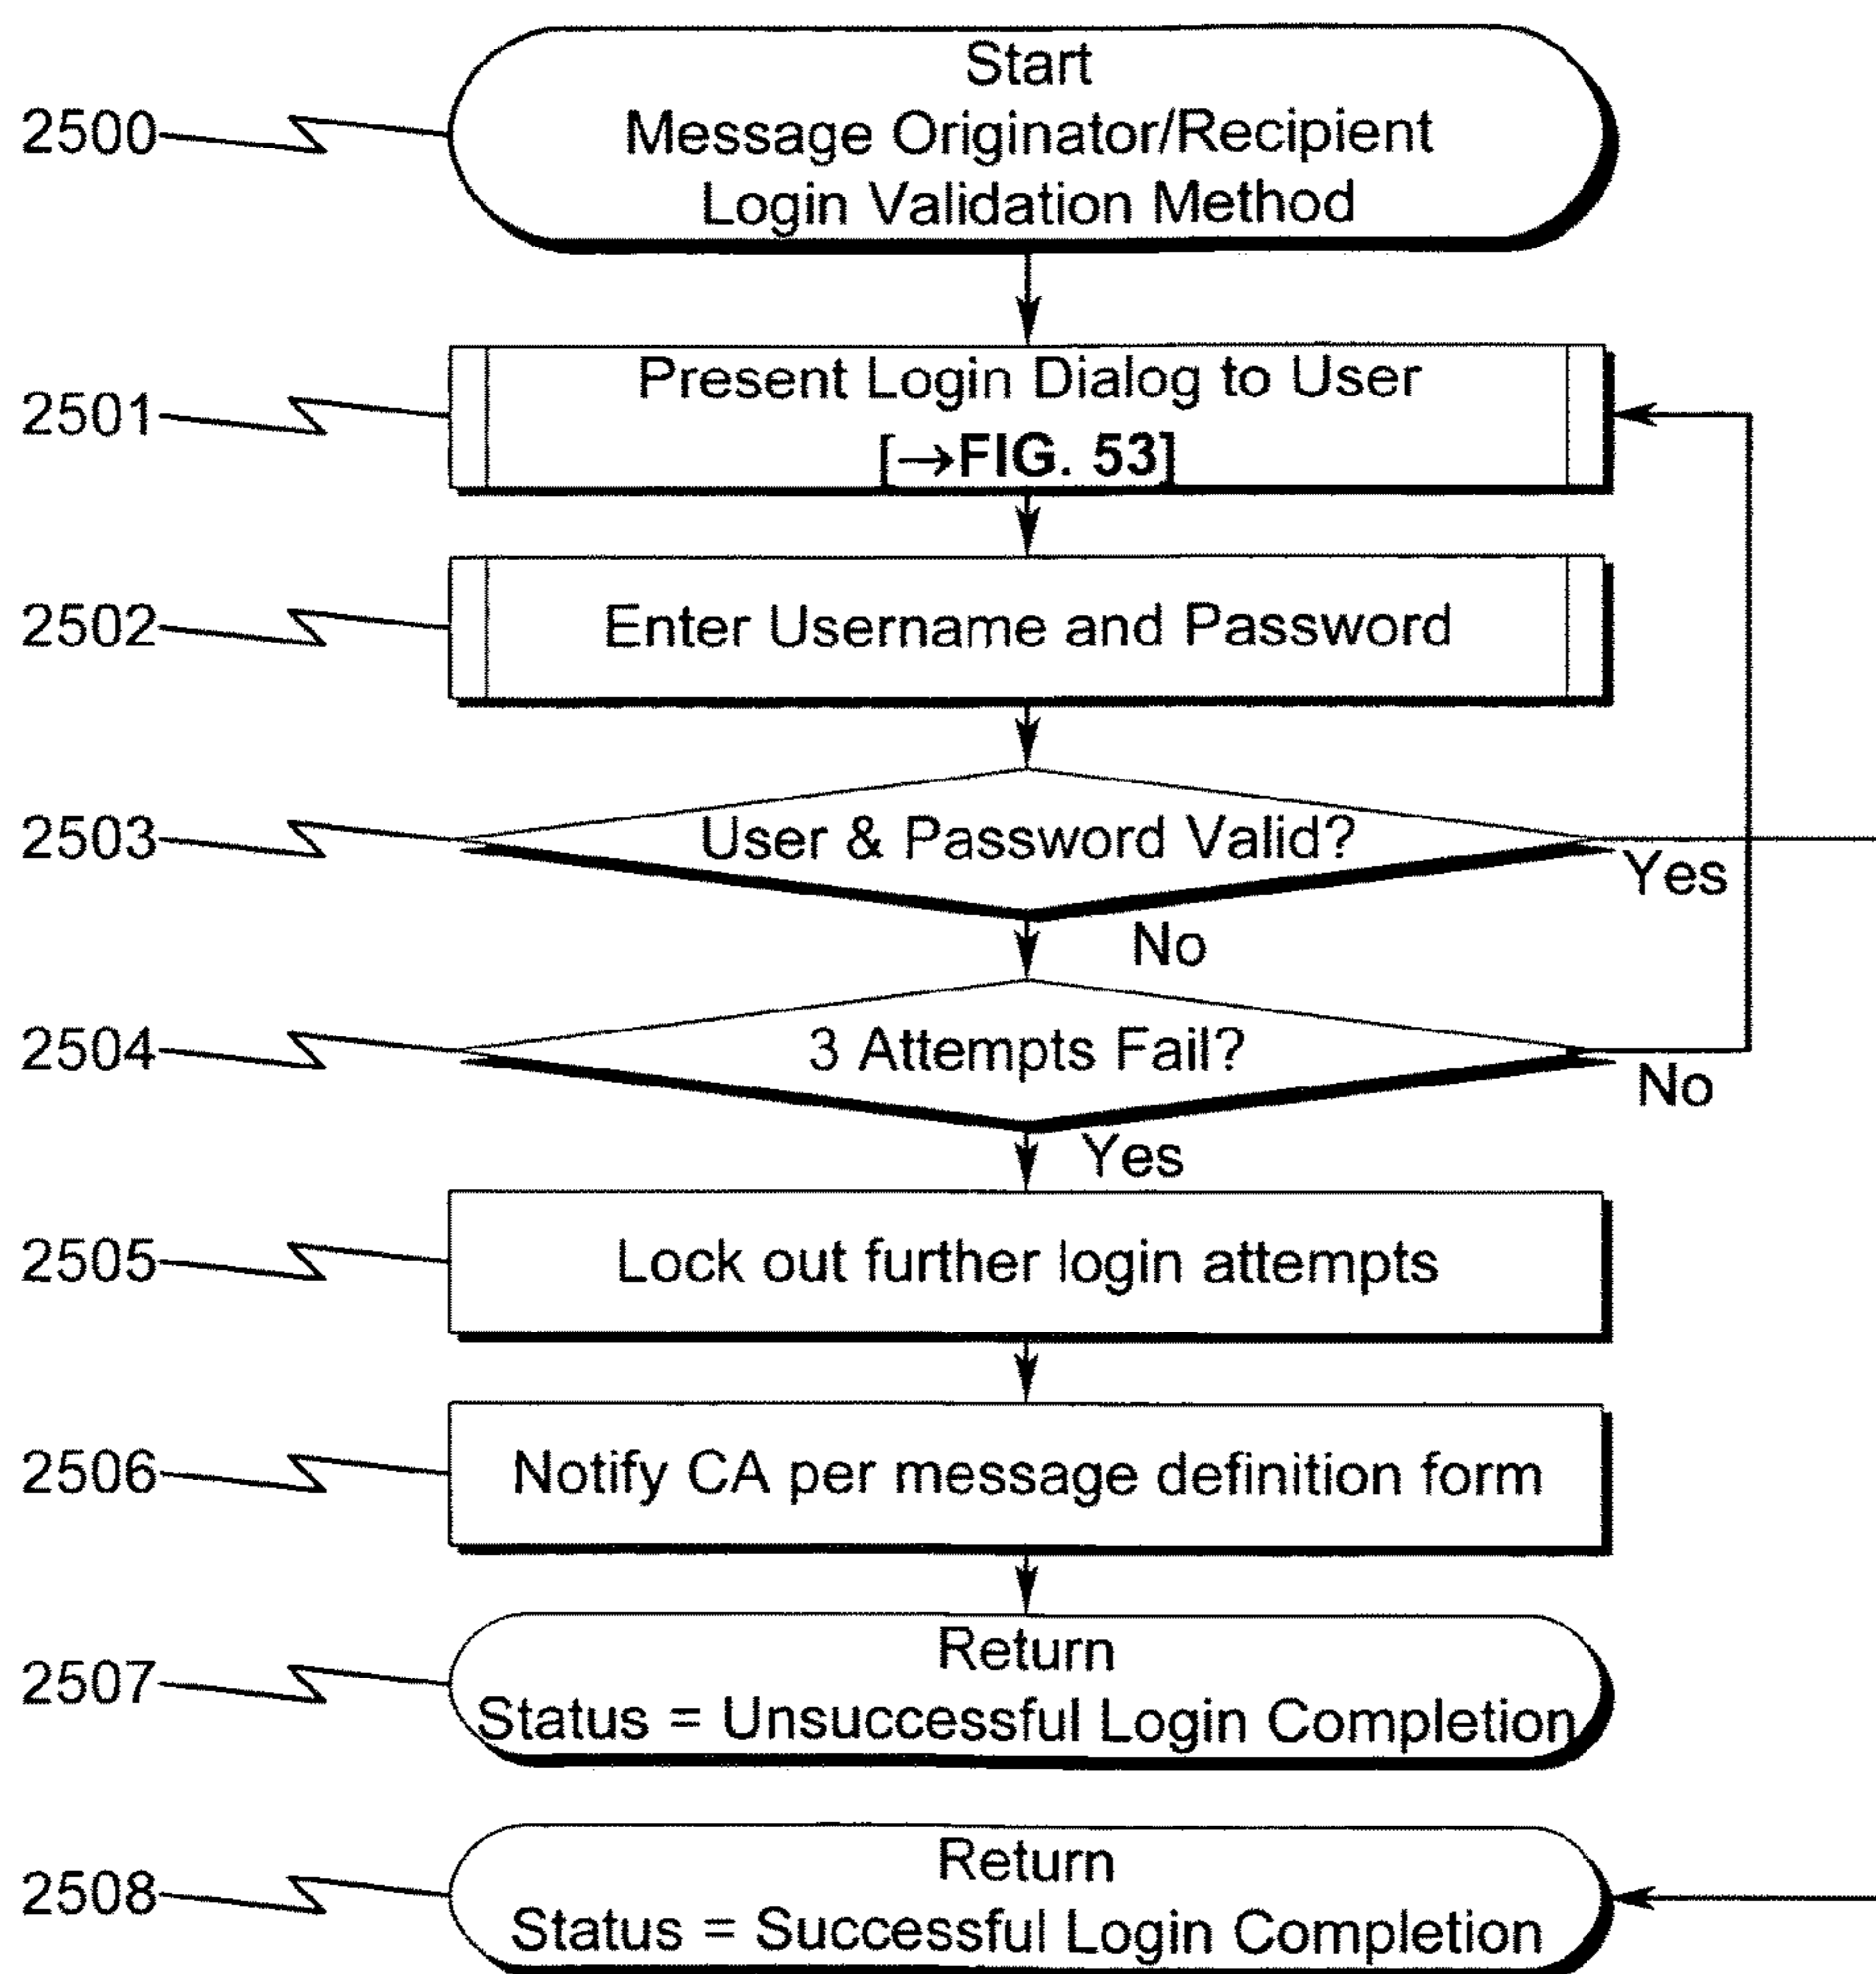 2500
Start
Message Originator/Recipient
Login Validation Method
2501
Present Login Dialog to User
[→FIG. 53]
2502
Enter Username and Password
2503
User & Password Valid?
Yes
No
2504
3 Attempts Fail?
No
Yes
2505
Lock out further login attempts
2506
Notify CA per message definition form
2507
Return
Status = Unsuccessful Login Completion
2508
Return
Status = Successful Login Completion